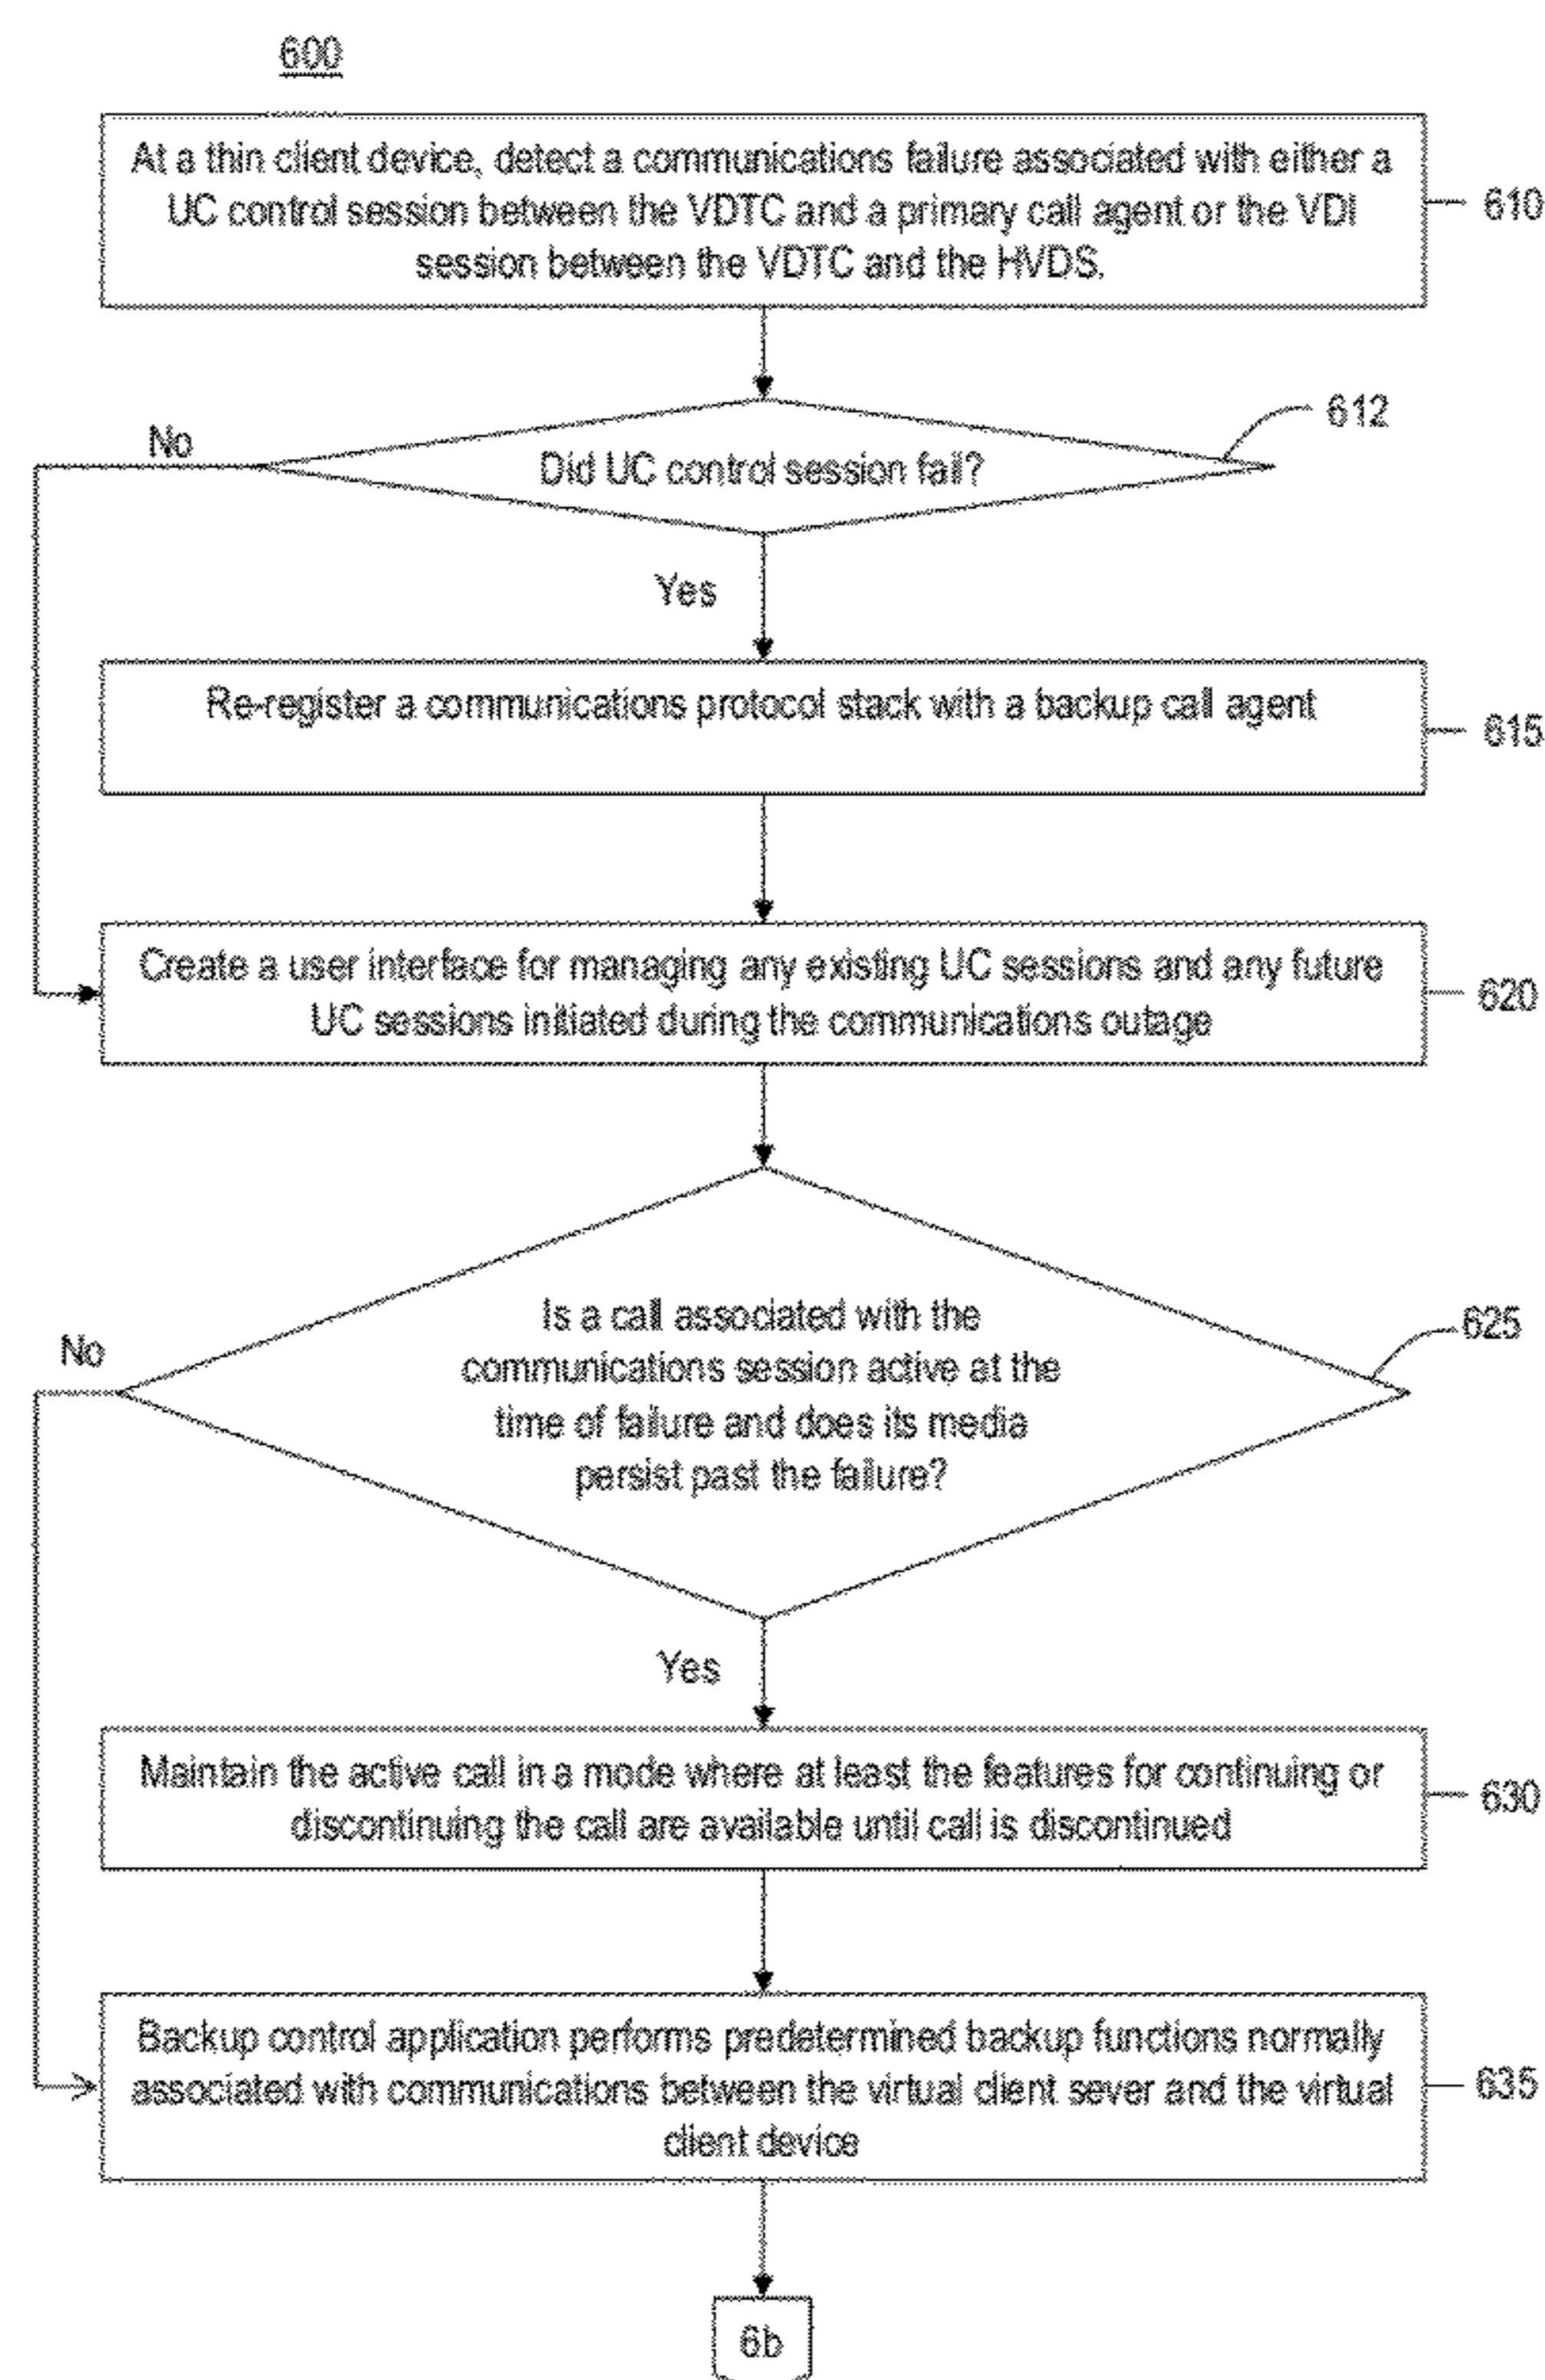 600
At a thin client device, detect a communications failure associated with either a
UC control session between the VDTC and a primary call agent or the VDI
session between the VDTC and the HVDS.
610
612
No
Did UC control session fail?
Yes
Re-register a communications protocol stack with a backup call agent
615
Create a user interface for managing any existing UC sessions and any future
UC sessions initiated during the communications outage
620
Is a call associated with the
communications session active at the
time of failure and does its media
persist past the failure?
625
No
Yes
Maintain the active call in a mode where at least the features for continuing or
discontinuing the call are available until call is discontinued
630
Backup control application performs predetermined backup functions normally
associated with communications between the virtual client sever and the virtual
client device
635
6b